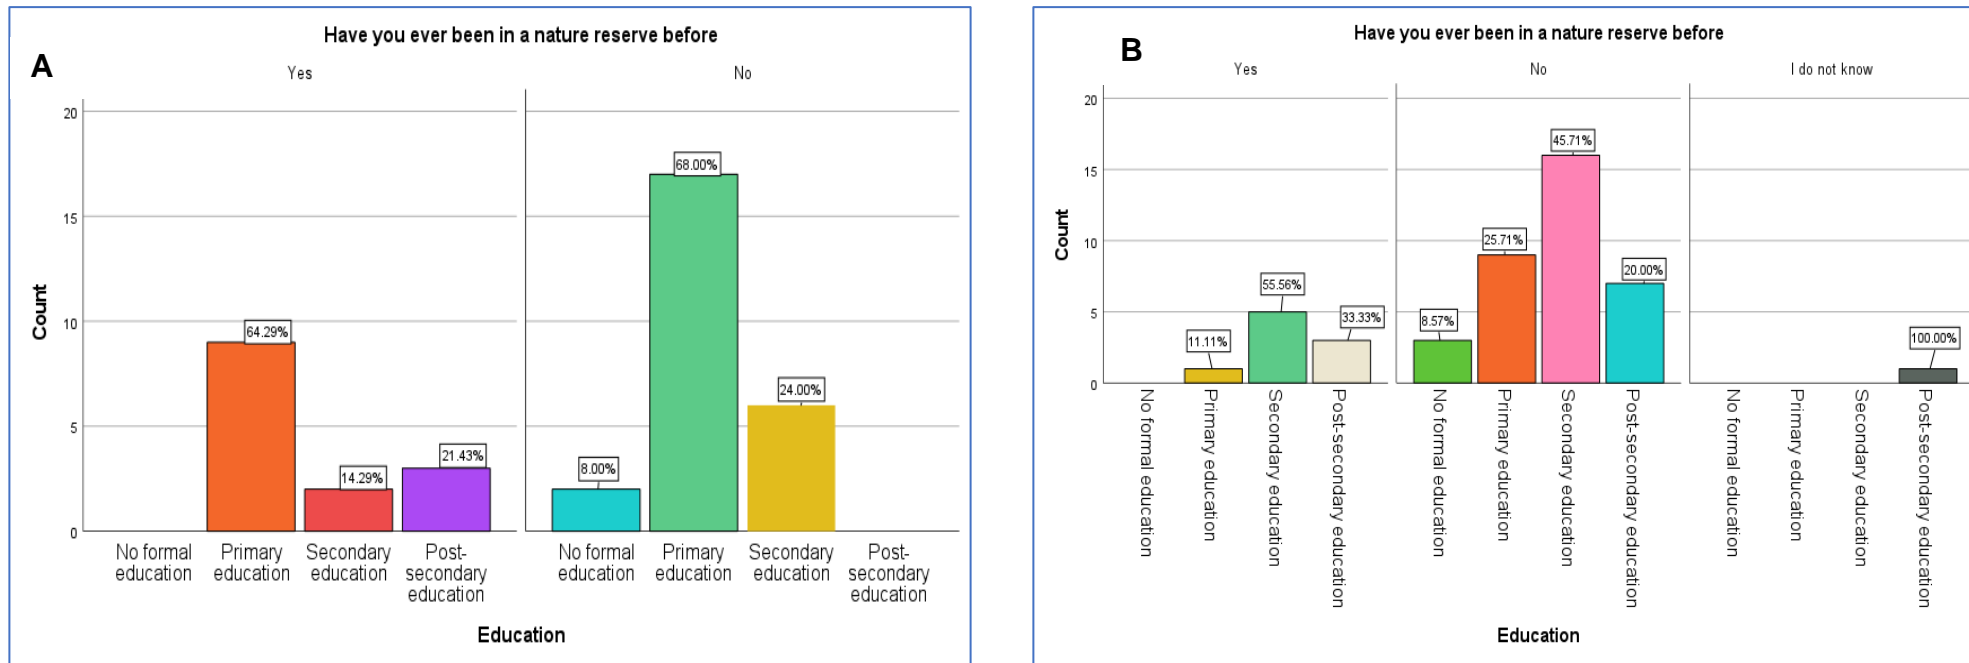 Have you ever been in a nature reserve before
A
Yes
No
20
15
10
5
0
Count
64.29%
14.29%
21.43%
8.00%
68.00%
24.00%
No formal
education
Primary
education
Secondary
education
Post-
secondary
education
No formal
education
Primary
education
Secondary
education
Post-
secondary
education
Education
Have you ever been in a nature reserve before
B
Yes
No
I do not know
20
15
10
5
0
Count
11.11%
55.56%
33.33%
8.57%
25.71%
45.71%
20.00%
100.00%
No formal education
Primary education
Secondary education
Post-secondary education
No formal education
Primary education
Secondary education
Post-secondary education
No formal education
Primary education
Secondary education
Post-secondary education
Education